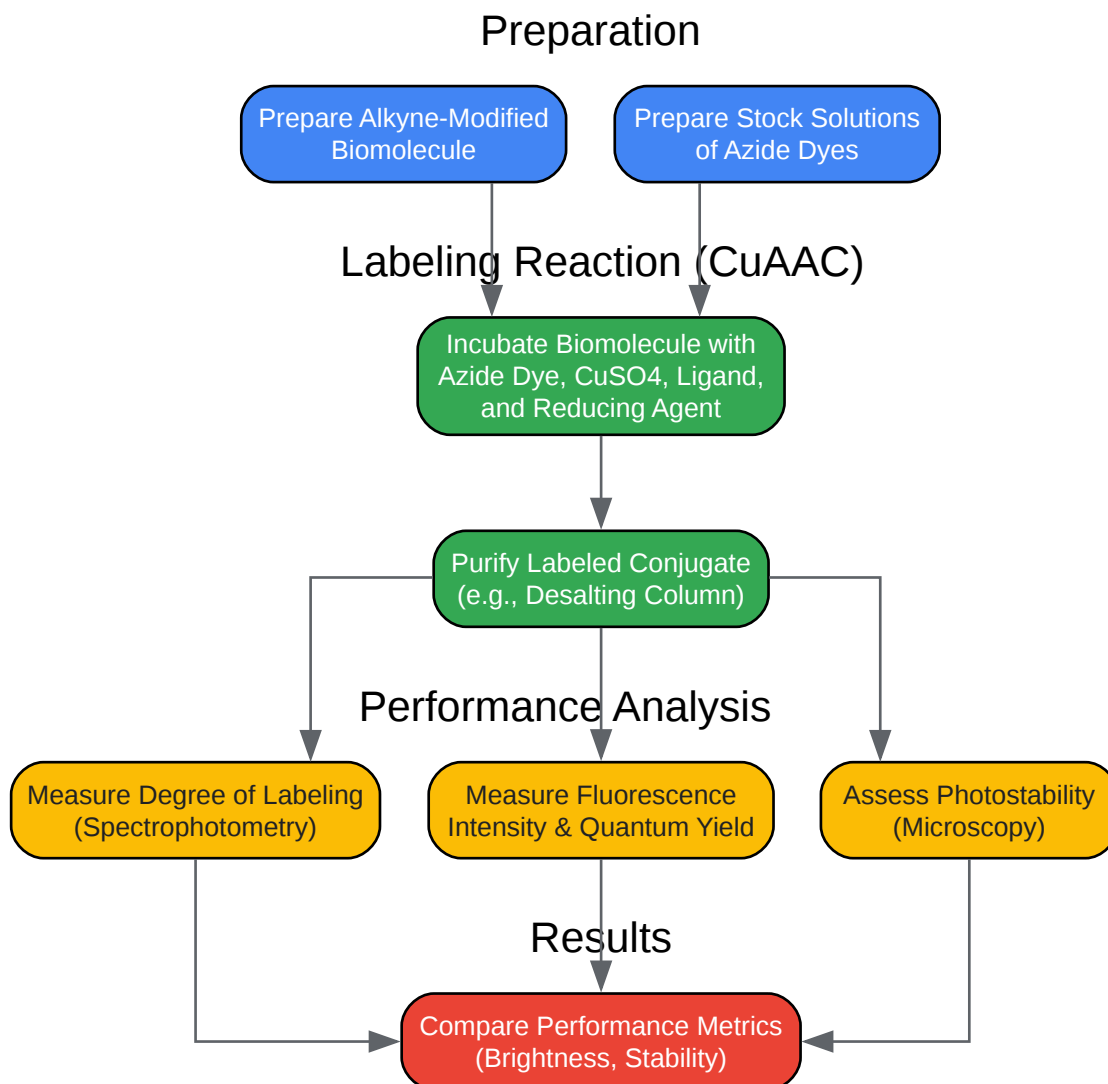 Preparation
Prepare Alkyne-Modified
Biomolecule
Prepare Stock Solutions
of Azide Dyes
Labeling Reaction (CuAAC)
Incubate Biomolecule with
Azide Dye, CuSO4, Ligand,
and Reducing Agent
Purify Labeled Conjugate
(e.g., Desalting Column)
Performance Analysis
Measure Degree of Labeling
(Spectrophotometry)
Measure Fluorescence
Intensity & Quantum Yield
Assess Photostability
(Microscopy)
Results
Compare Performance Metrics
(Brightness, Stability)